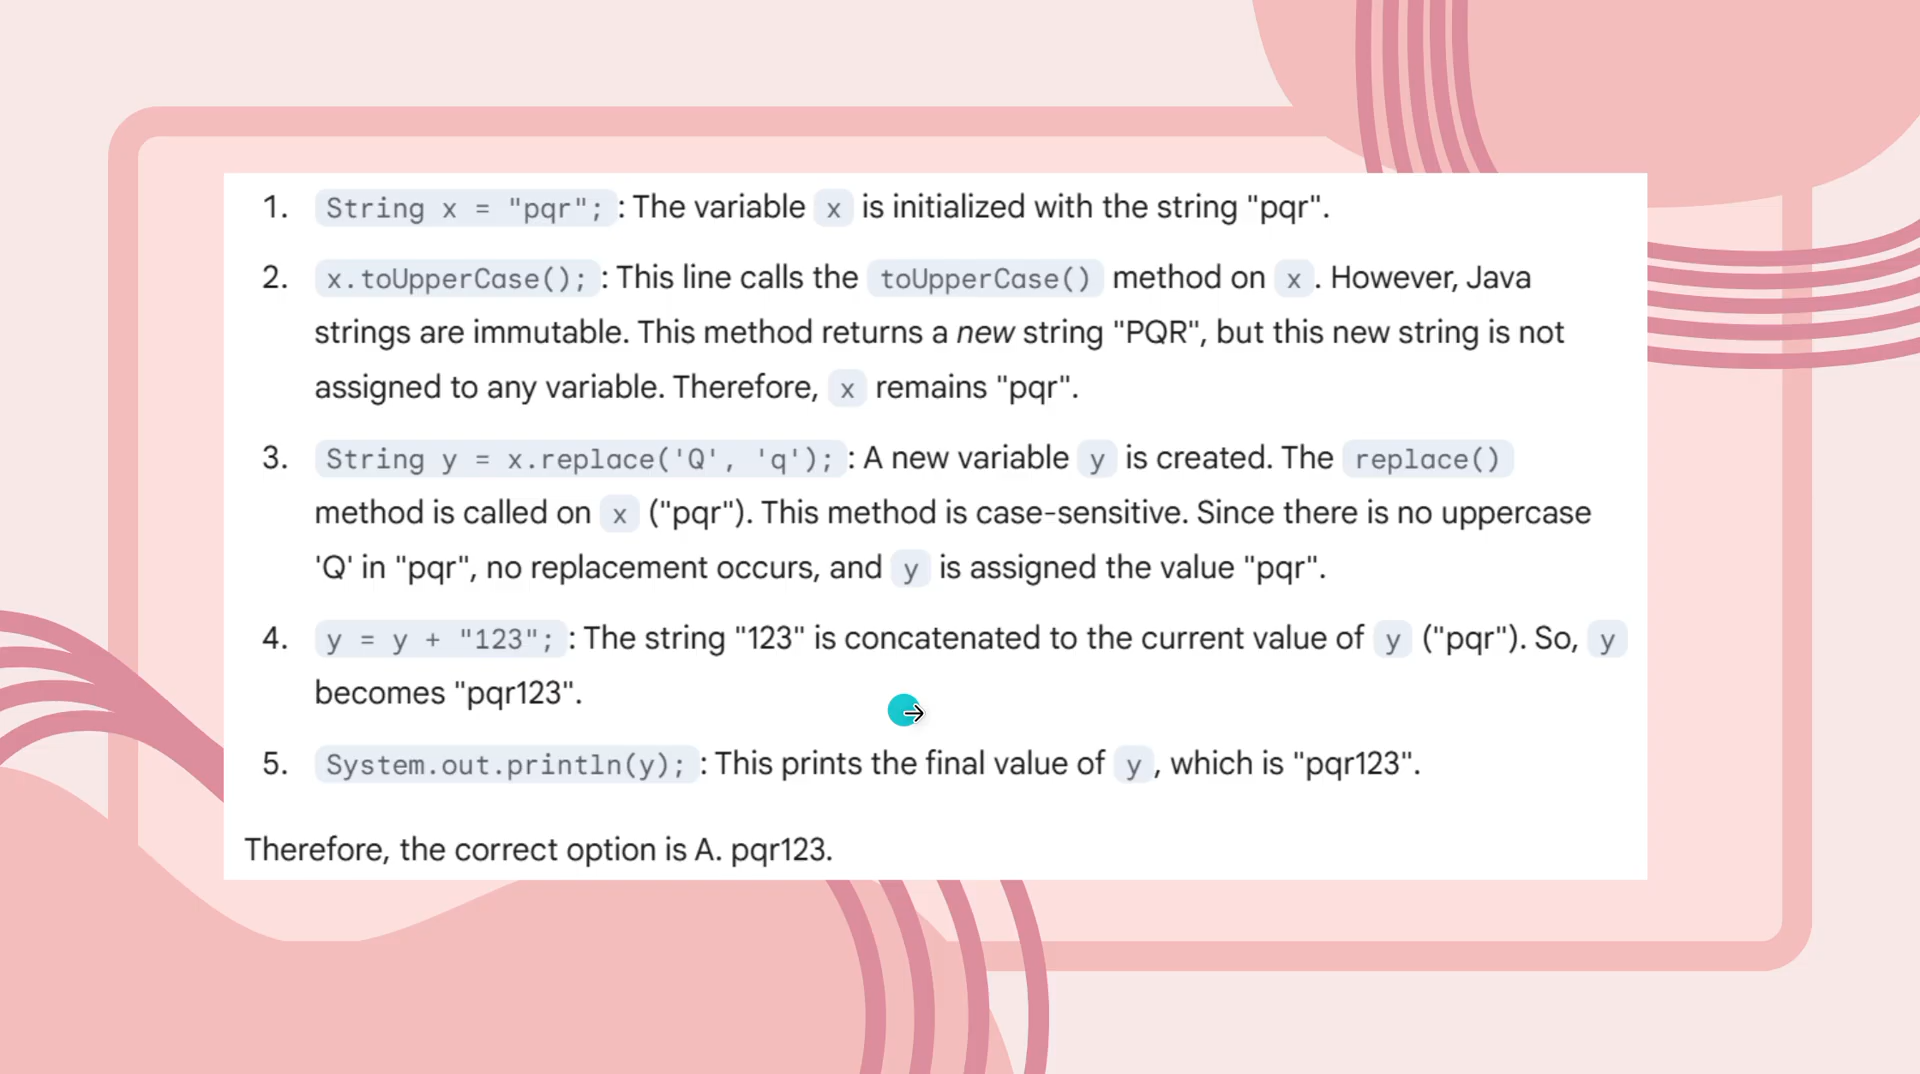 1. String x = "pqr"; : The variable x is initialized with the string "pqr".
2. x.toUpperCase(); : This line calls the toUpperCase() method on x . However, Java
strings are immutable. This method returns a new string "PQR", but this new string is not
assigned to any variable. Therefore, x remains "pqr".
3. String y = x.replace('Q', 'q'); : A new variable y is created. The replace()
method is called on x ("pqr"). This method is case-sensitive. Since there is no uppercase
'Q' in "pqr", no replacement occurs, and y is assigned the value "pqr".
4. y = y + "123"; : The string "123" is concatenated to the current value of y ("pqr"). So, y
becomes "pqr123".
5. System.out.println(y); : This prints the final value of y , which is "pqr123".
Therefore, the correct option is A. pqr123.